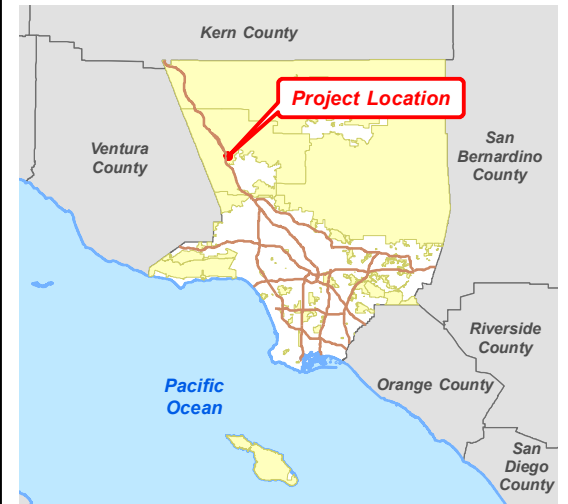 Kern County
Project Location
Ventura
County
San
Bernardino
County
Riverside
County
Pacific
Ocean
Orange County
San
Diego
County